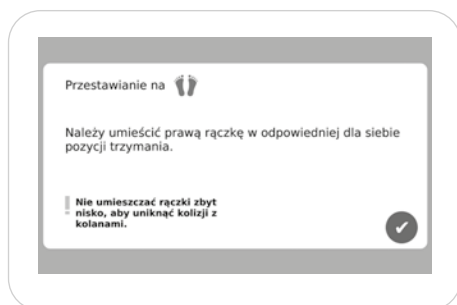 Przestawianie na
Należy umieścić prawą rączkę w odpowiedniej dla siebie
pozycji trzymania.
Nie umieszczać rączki zbyt
nisko, aby uniknąć kolizji z
kolanami.